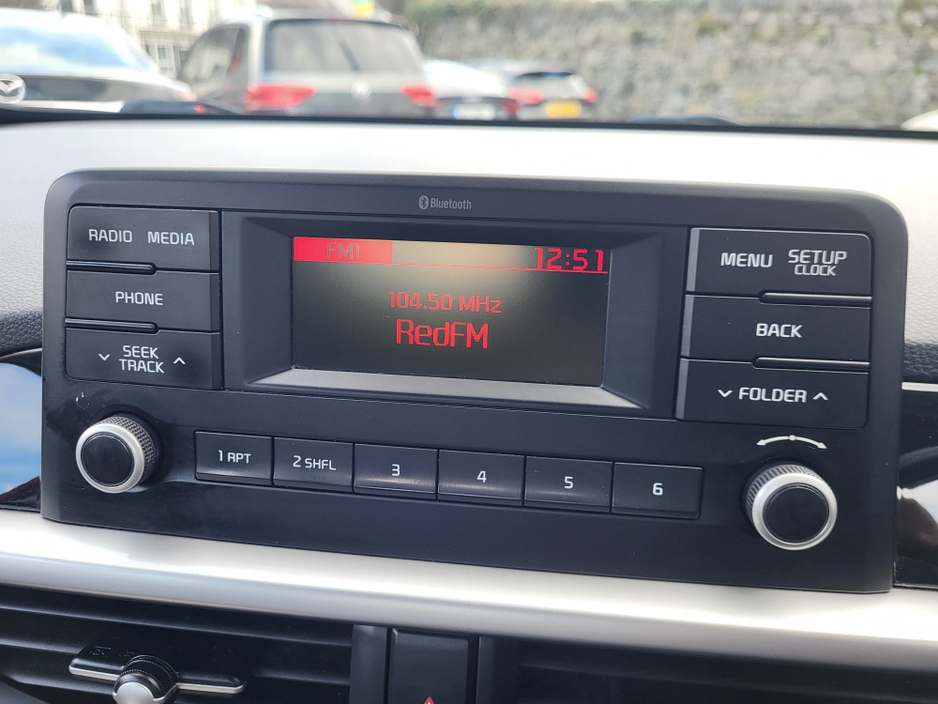 Bluetooth
RADIO MEDIA
PHONE
SEEK
TRACK
FM1
12:51
104.50 MHz
RedFM
MENU SETUP
CLOCK
BACK
FOLDER
1 RPT
2 SHFL
3
4
5
6